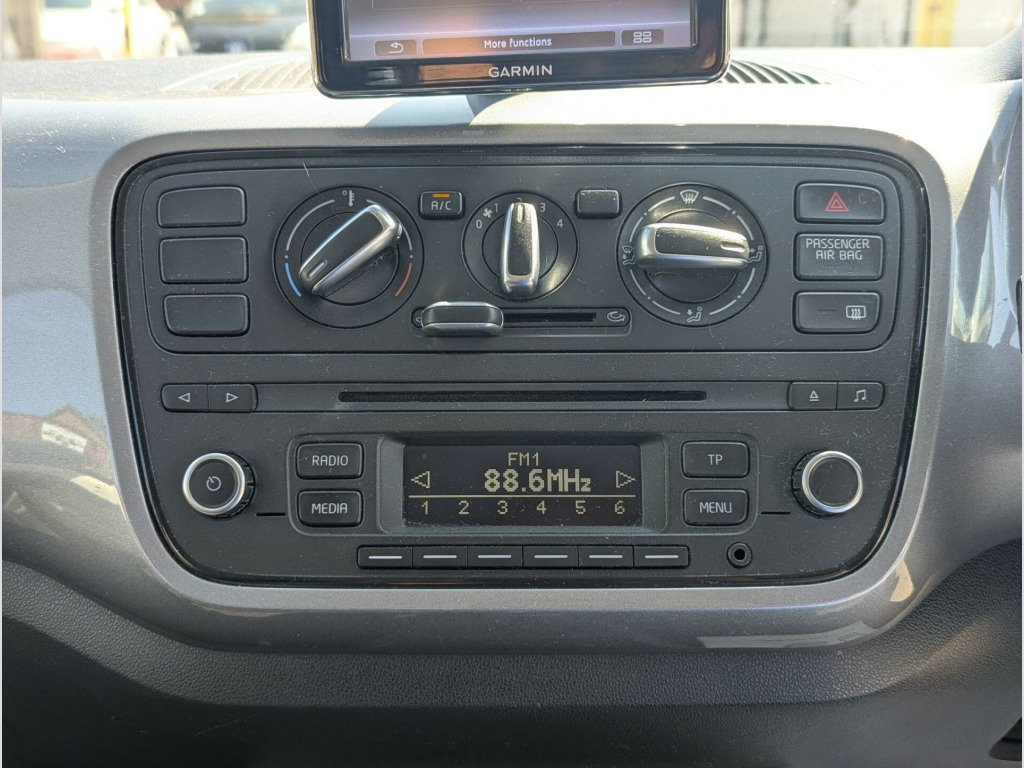 More functions
GARMIN
A/C
0 1 2 3 4
PASSENGER
AIR BAG
RADIO
MEDIA
FM1
88.6MHz
1 2 3 4 5 6
TP
MENU